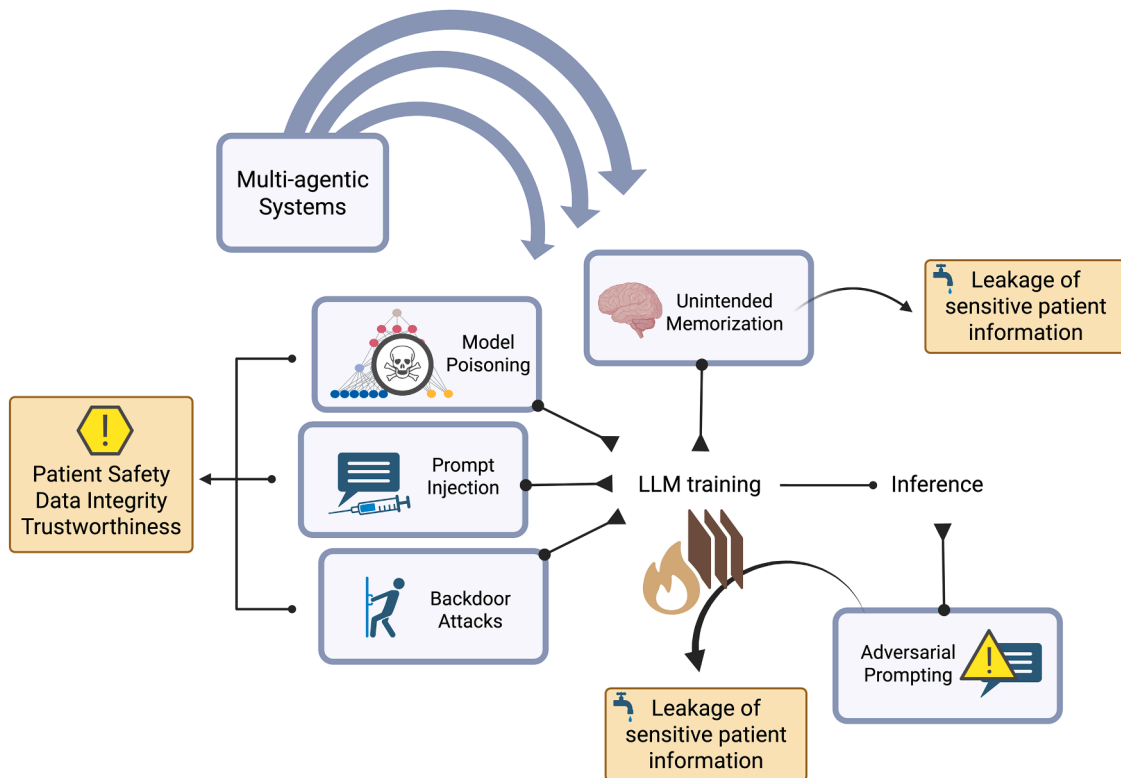 Multi-agentic
Systems
Unintended
Memorization
Leakage of
sensitive patient
information
Model
Poisoning
!
Patient Safety
Data Integrity
Trustworthiness
Prompt
Injection
LLM training
Inference
Backdoor
Attacks
Adversarial
Prompting
!
Leakage of
sensitive patient
information